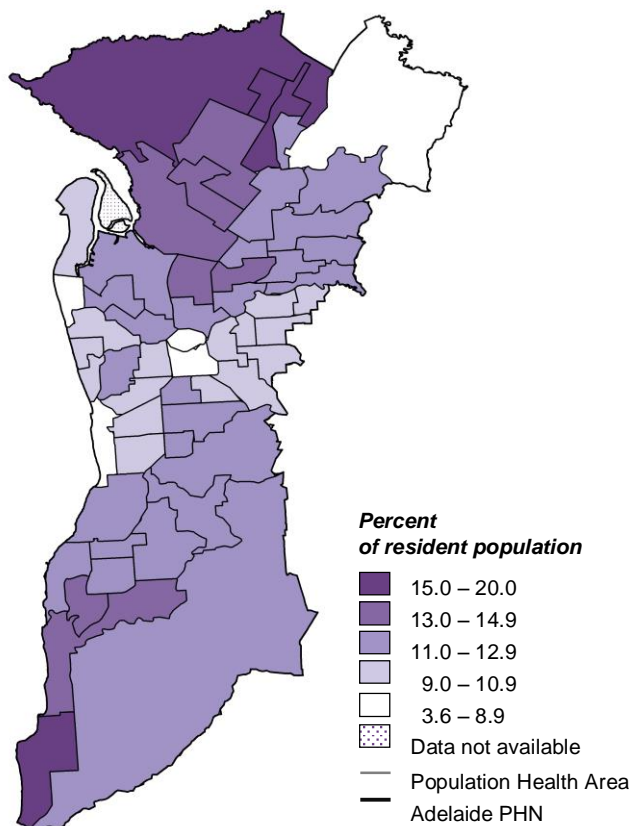 Percent
of resident population
15.0 – 20.0
13.0 – 14.9
11.0 – 12.9
9.0 – 10.9
3.6 – 8.9
Data not available
Population Health Area
Adelaide PHN